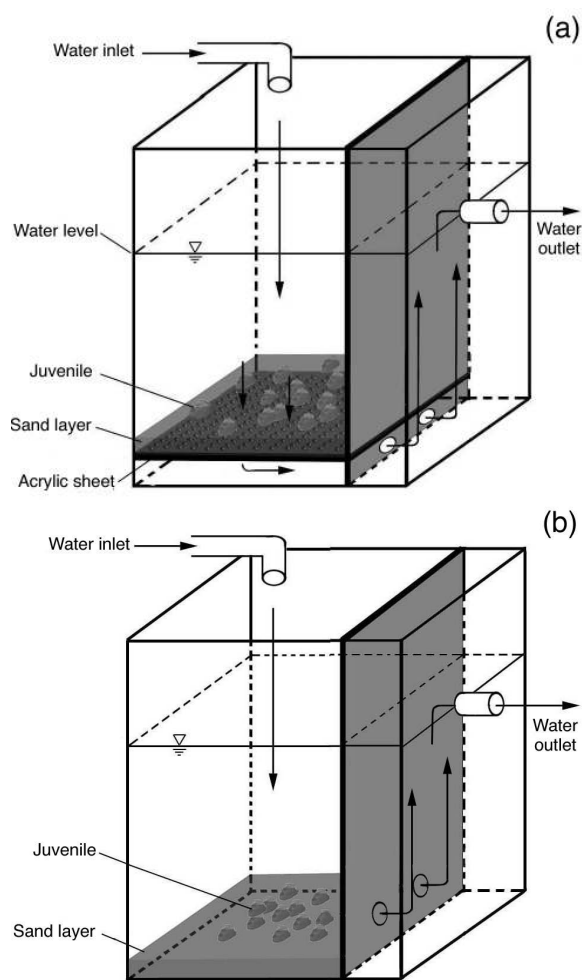 (a)
Water inlet
Water level
Water
outlet
Juvenile
Sand layer
Acrylic sheet
(b)
Water inlet
Water
outlet
Juvenile
Sand layer